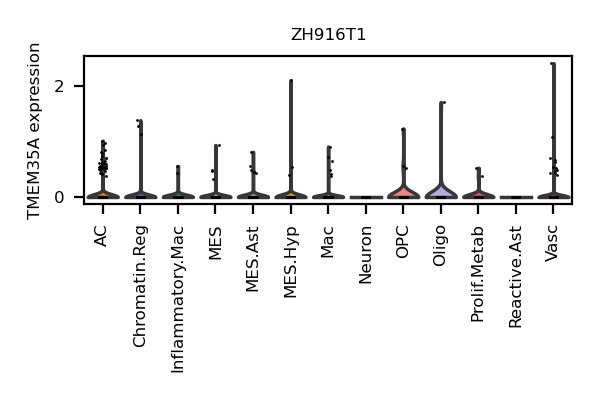 ZH916T1
TMEM35A expression
2
0
AC
Chromatin.Reg
Inflammatory.Mac
MES
MES.Ast
MES.Hyp
Mac
Neuron
OPC
Oligo
Prolif.Metab
Reactive.Ast
Vasc